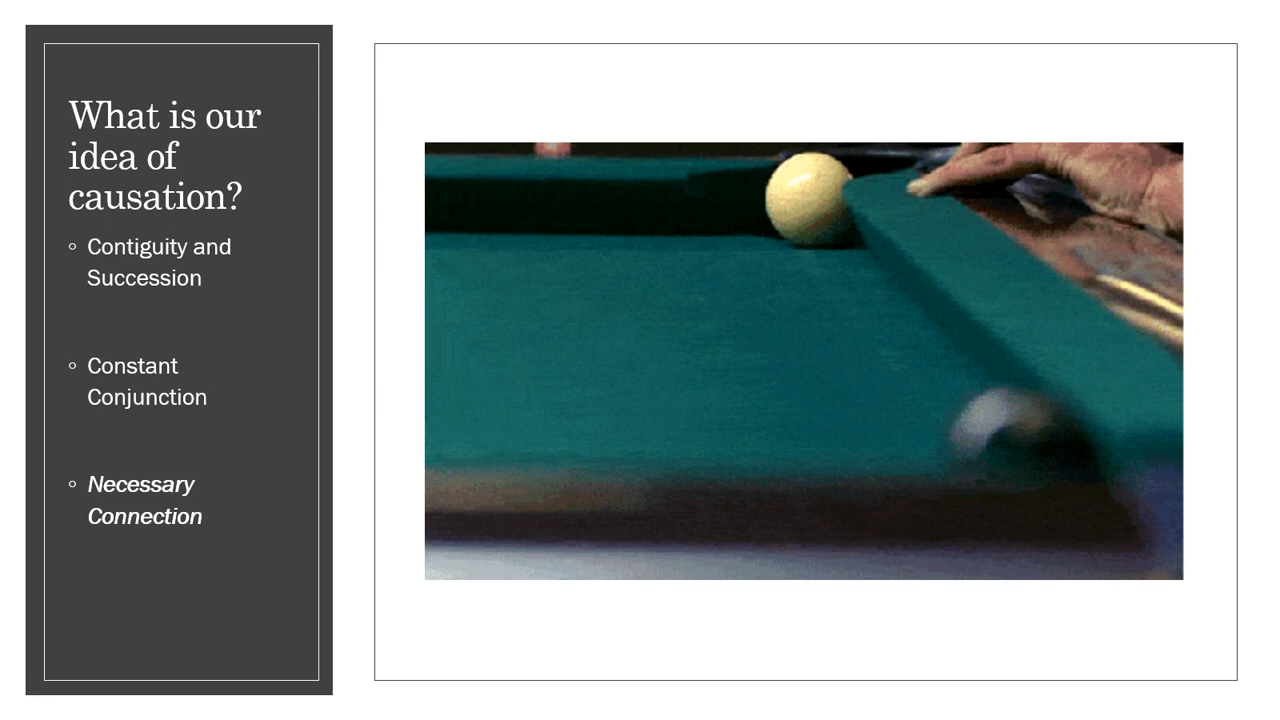 What is our
idea of
causation?
◦ Contiguity and
Succession
◦ Constant
Conjunction
◦ Necessary
Connection